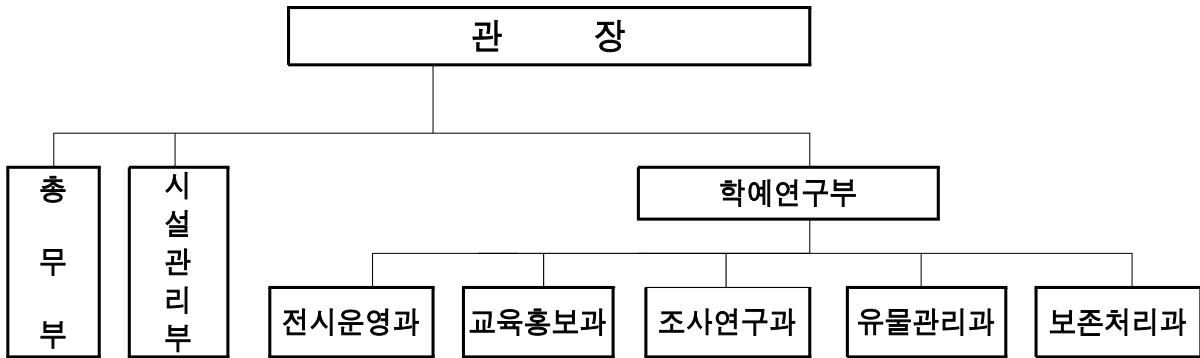 관 장
총무부
시설관리부
학예연구부
전시운영과
교육홍보과
조사연구과
유물관리과
보존처리과